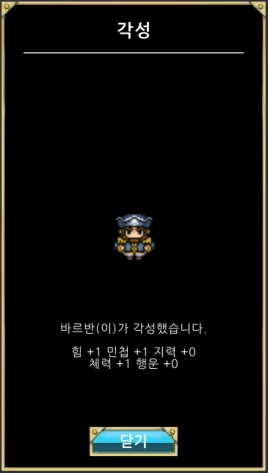 각성
바르반(이)가 각성했습니다.
힘 +1 민첩 +1 지력 +0
체력 +1 행운 +0
닫기